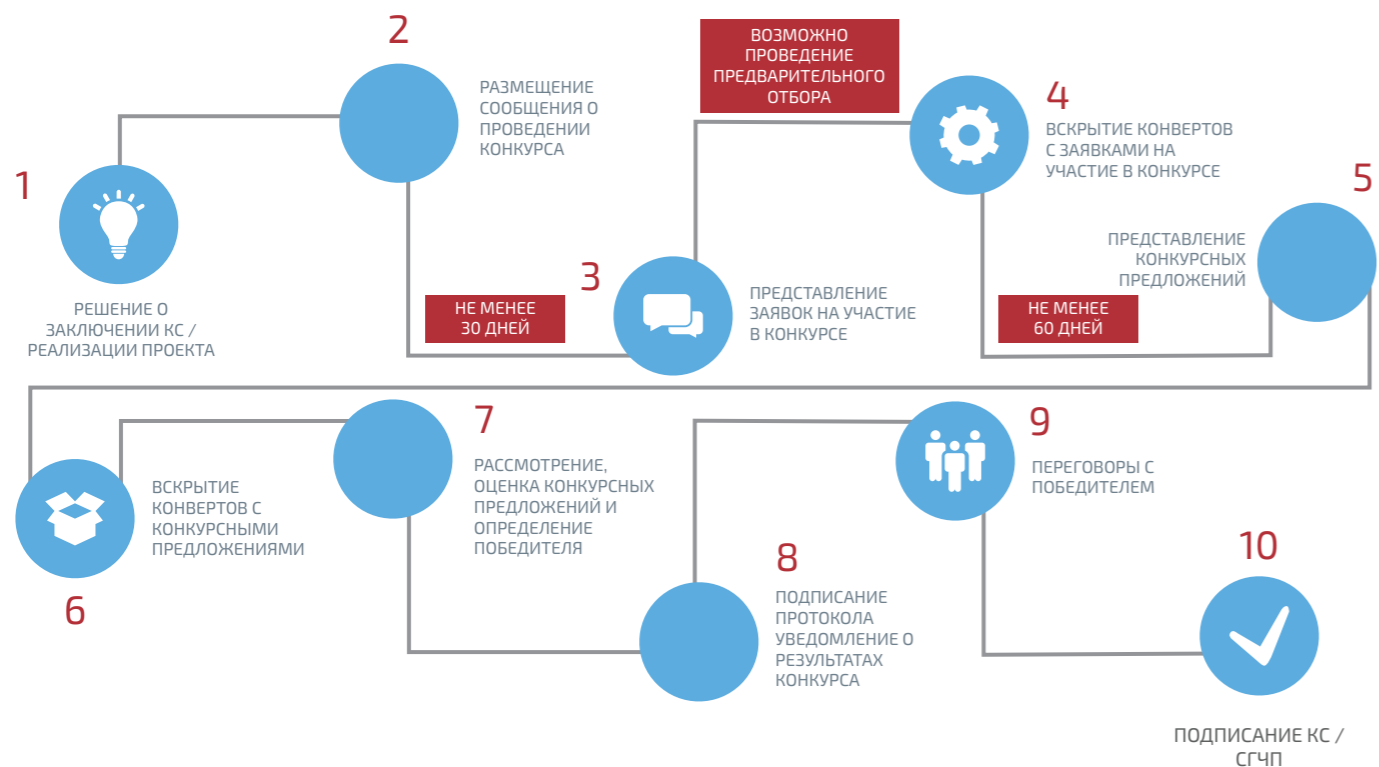 1
РЕШЕНИЕ О
ЗАКЛЮЧЕНИИ КС /
РЕАЛИЗАЦИИ ПРОЕКТА
2
РАЗМЕЩЕНИЕ
СООБЩЕНИЯ О
ПРОВЕДЕНИИ
КОНКУРСА
НЕ МЕНЕЕ
30 ДНЕЙ
3
ПРЕДСТАВЛЕНИЕ
ЗАЯВОК НА УЧАСТИЕ
В КОНКУРСЕ
ВОЗМОЖНО
ПРОВЕДЕНИЕ
ПРЕДВАРИТЕЛЬНОГО
ОТБОРА
4
ВСКРЫТИЕ КОНВЕРТОВ
С ЗАЯВКАМИ НА
УЧАСТИЕ В КОНКУРСЕ
НЕ МЕНЕЕ
60 ДНЕЙ
5
ПРЕДСТАВЛЕНИЕ
КОНКУРСНЫХ
ПРЕДЛОЖЕНИЙ
6
ВСКРЫТИЕ
КОНВЕРТОВ С
КОНКУРСНЫМИ
ПРЕДЛОЖЕНИЯМИ
7
РАССМОТРЕНИЕ,
ОЦЕНКА КОНКУРСНЫХ
ПРЕДЛОЖЕНИЙ И
ОПРЕДЕЛЕНИЕ
ПОБЕДИТЕЛЯ
8
ПОДПИСАНИЕ
ПРОТОКОЛА
УВЕДОМЛЕНИЕ О
РЕЗУЛЬТАТАХ
КОНКУРСА
9
ПЕРЕГОВОРЫ С
ПОБЕДИТЕЛЕМ
10
ПОДПИСАНИЕ КС /
СГЧП